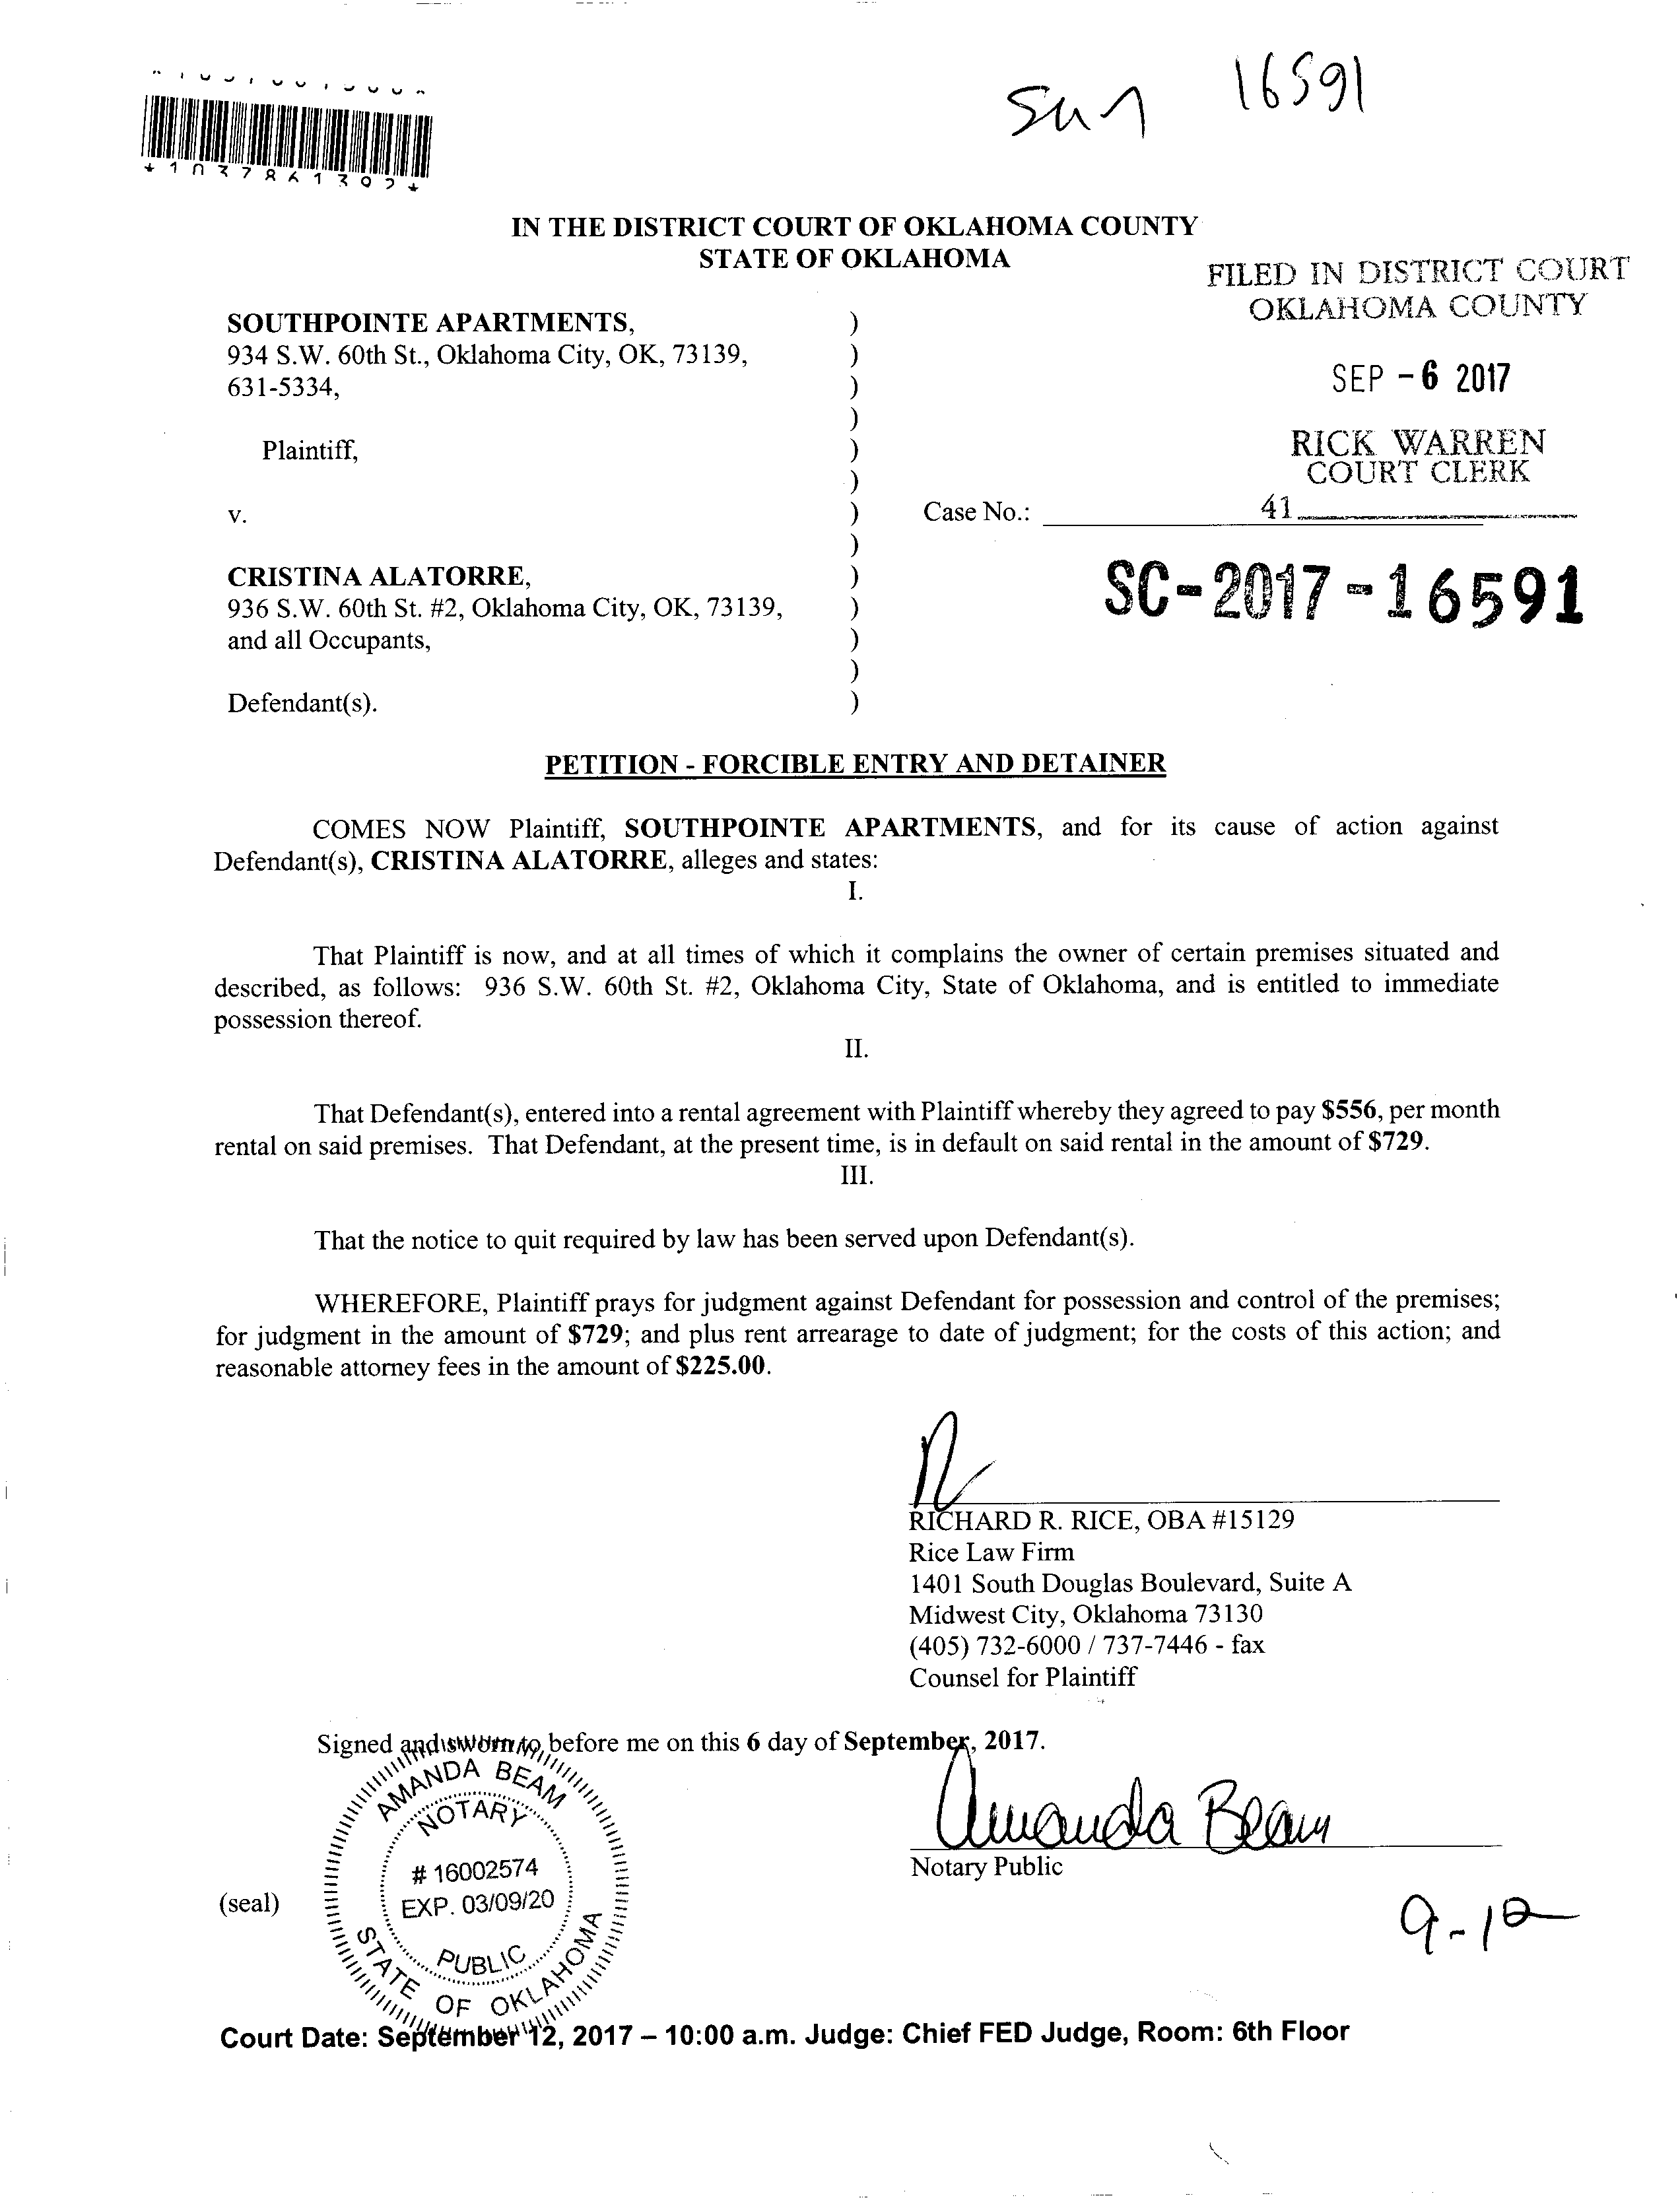 16591
*1037861392*
IN THE DISTRICT COURT OF OKLAHOMA COUNTY
STATE OF OKLAHOMA
FILED IN DISTRICT COURT
OKLAHOMA COUNTY
SEP - 6 2017
RICK WARREN
COURT CLERK
41
SOUTHPOINTE APARTMENTS, )
934 S.W. 60th St., Oklahoma City, OK, 73139, )
631-5334, )
)
Plaintiff, )
)
v. ) Case No.:
)
SC-2017-16591
CRISTINA ALATORRE, )
936 S.W. 60th St. #2, Oklahoma City, OK, 73139, )
and all Occupants, )
)
Defendant(s). )
PETITION - FORCIBLE ENTRY AND DETAINER
COMES NOW Plaintiff, SOUTHPOINTE APARTMENTS, and for its cause of action against
Defendant(s), CRISTINA ALATORRE, alleges and states:
I.
That Plaintiff is now, and at all times of which it complains the owner of certain premises situated and
described, as follows: 936 S.W. 60th St. #2, Oklahoma City, State of Oklahoma, and is entitled to immediate
possession thereof.
II.
That Defendant(s), entered into a rental agreement with Plaintiff whereby they agreed to pay $556, per month
rental on said premises. That Defendant, at the present time, is in default on said rental in the amount of $729.
III.
That the notice to quit required by law has been served upon Defendant(s).
WHEREFORE, Plaintiff prays for judgment against Defendant for possession and control of the premises;
for judgment in the amount of $729; and plus rent arrearage to date of judgment; for the costs of this action; and
reasonable attorney fees in the amount of $225.00.
RICHARD R. RICE, OBA #15129
Rice Law Firm
1401 South Douglas Boulevard, Suite A
Midwest City, Oklahoma 73130
(405) 732-6000 / 737-7446 - fax
Counsel for Plaintiff
Signed and sworn to before me on this 6 day of September, 2017.
AMANDA BEAM
NOTARY
# 16002574
EXP. 03/09/20
PUBLIC
STATE OF OKLAHOMA
Amanda Beam
Notary Public
(seal)
9-12
Court Date: September 12, 2017 – 10:00 a.m. Judge: Chief FED Judge, Room: 6th Floor